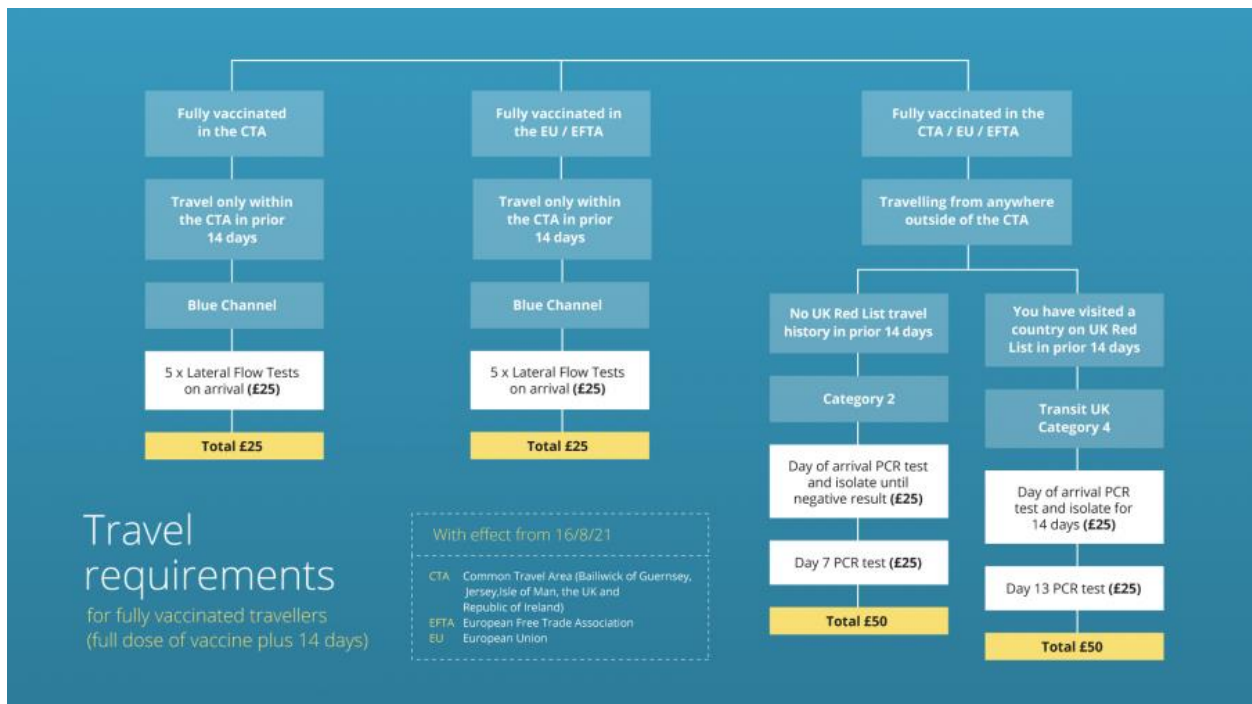 Fully vaccinated
in the CTA
Travel only within
the CTA in prior
14 days
Blue Channel
5 x Lateral Flow Tests
on arrival (£25)
Total £25
Fully vaccinated in
the EU / EFTA
Travel only within
the CTA in prior
14 days
Blue Channel
5 x Lateral Flow Tests
on arrival (£25)
Total £25
Fully vaccinated in the
CTA / EU / EFTA
Travelling from anywhere
outside of the CTA
No UK Red List travel
history in prior 14 days
Category 2
Day of arrival PCR test
and isolate until
negative result (£25)
Day 7 PCR test (£25)
Total £50
You have visited a
country on UK Red
List in prior 14 days
Transit UK
Category 4
Day of arrival PCR
test and isolate for
14 days (£25)
Day 13 PCR test (£25)
Total £50
Travel
requirements
for fully vaccinated travellers
(full dose of vaccine plus 14 days)
With effect from 16/8/21
CTA Common Travel Area (Bailiwick of Guernsey,
Jersey,Isle of Man, the UK and
Republic of Ireland)
EFTA European Free Trade Association
EU European Union